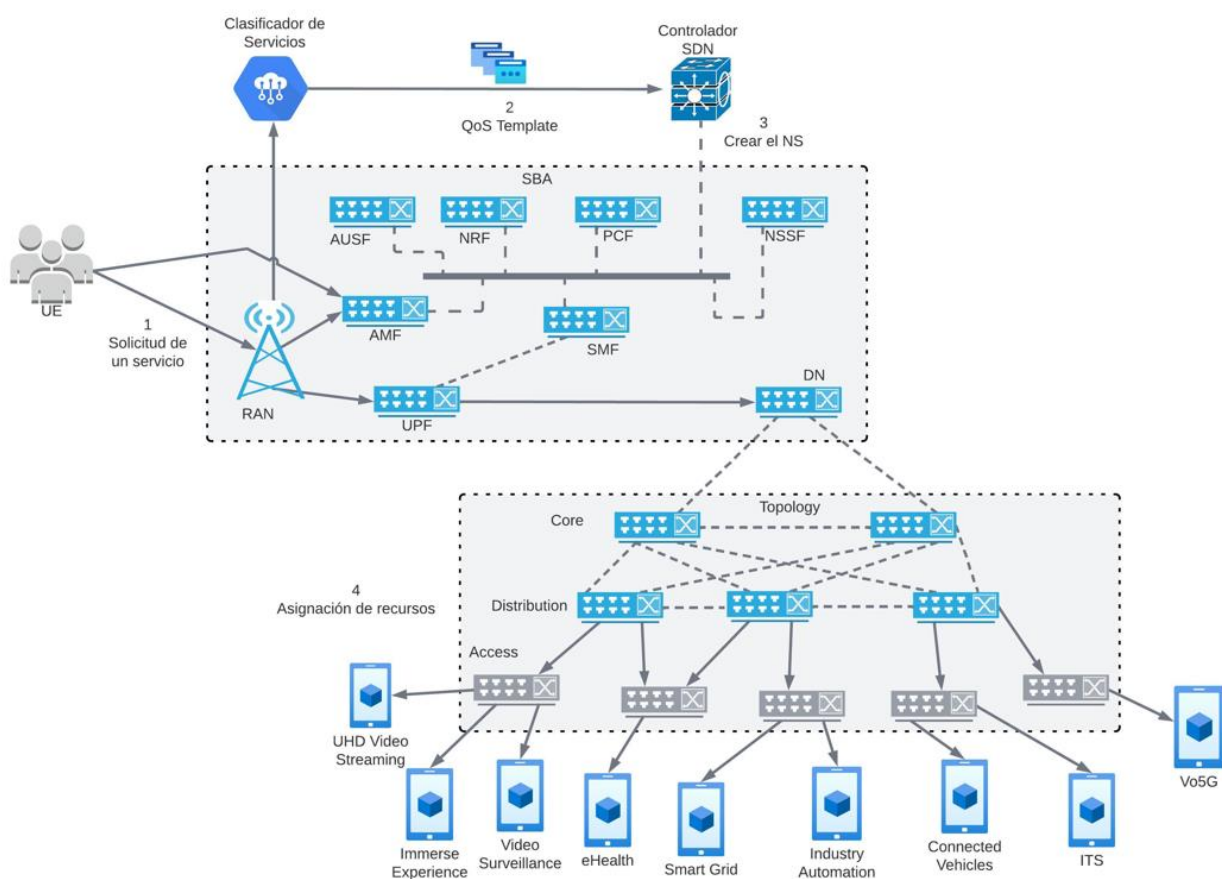 Clasificador de
Servicios
Controlador
SDN
2
QoS Template
3
Crear el NS
SBA
AUSF
NRF
PCF
NSSF
UE
1
Solicitud de
un servicio
AMF
SMF
RAN
UPF
DN
Core
Topology
4
Asignación de recursos
Distribution
Access
UHD Video
Streaming
Immerse
Experience
Video
Surveillance
eHealth
Smart Grid
Industry
Automation
Connected
Vehicles
ITS
Vo5G